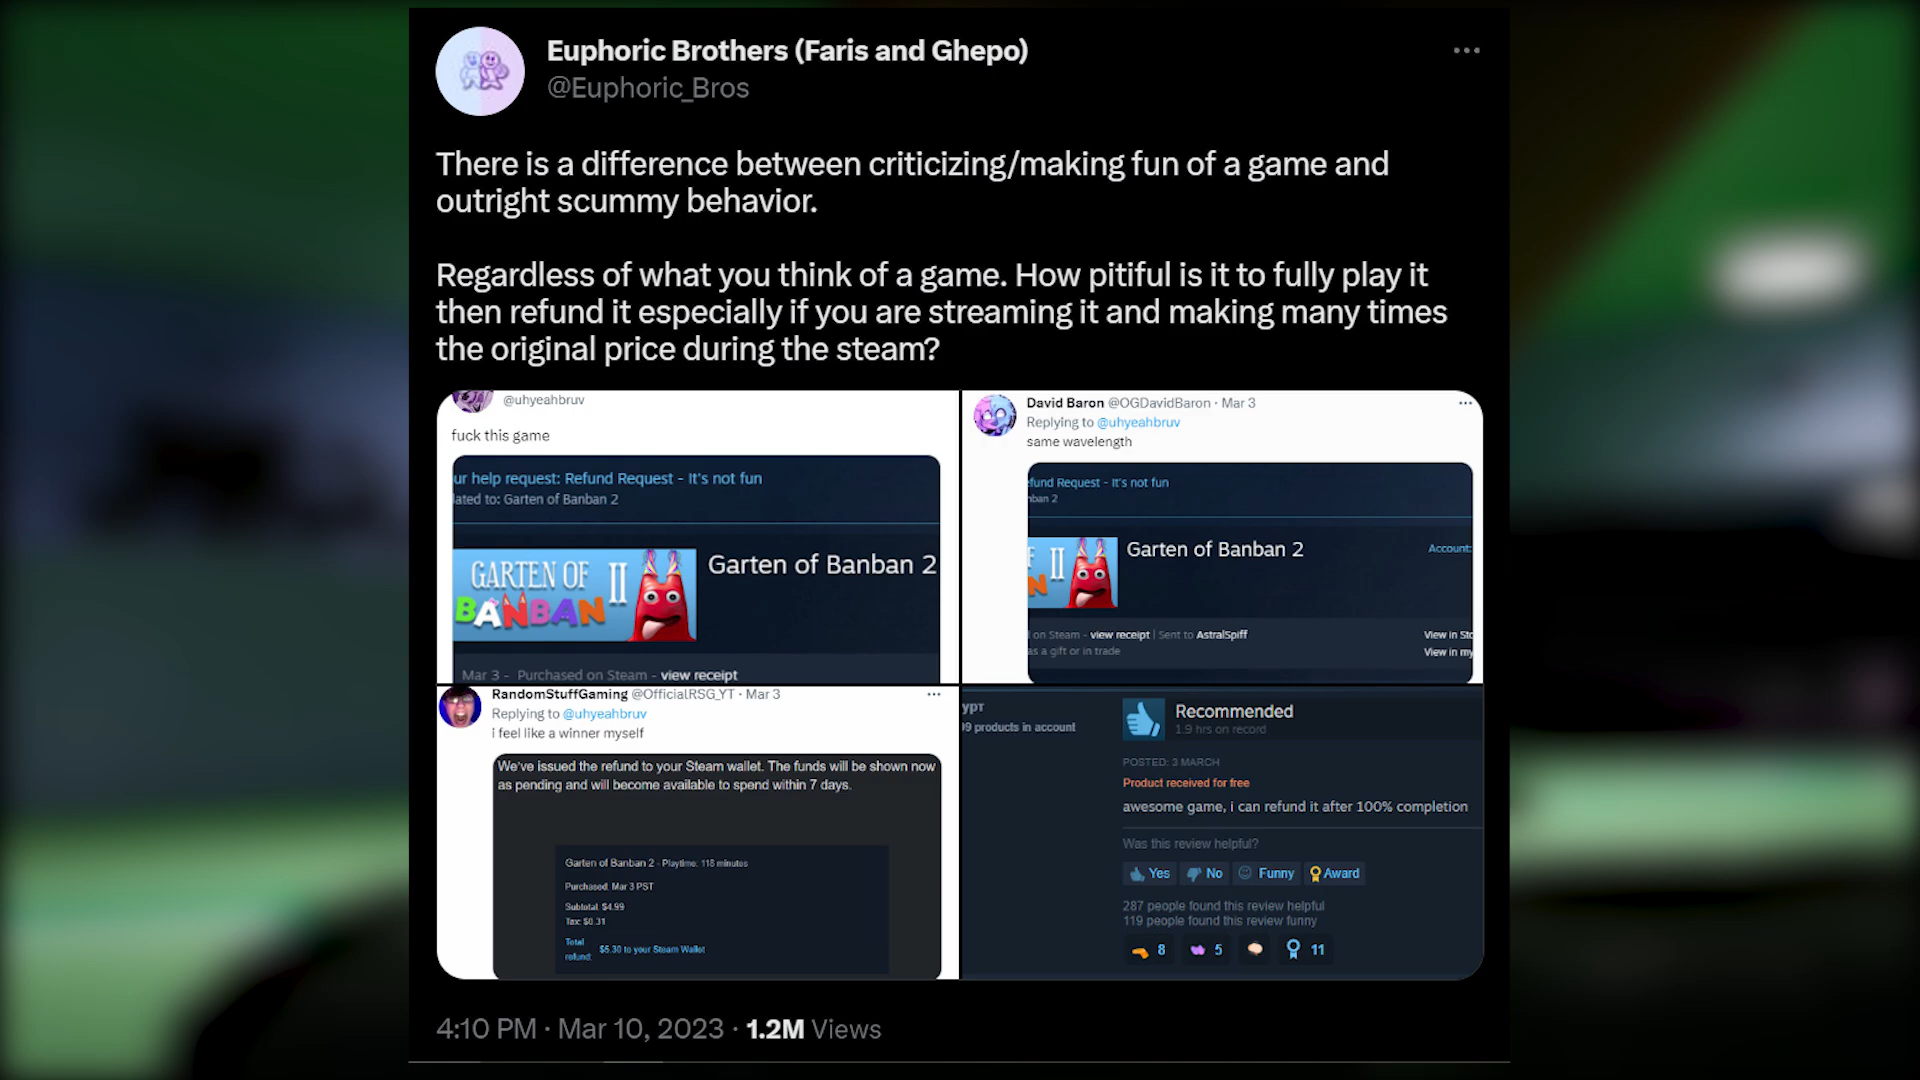 Euphoric Brothers (Faris and Ghepo)
@Euphoric_Bros
There is a difference between criticizing/making fun of a game and
outright scummy behavior.
Regardless of what you think of a game. How pitiful is it to fully play it
then refund it especially if you are streaming it and making many times
the original price during the steam?
@uhyeahbruv
fuck this game
ur help request: Refund Request - It's not fun
lated to: Garten of Banban 2
GARTEN OF II
BANBAN
Garten of Banban 2
Mar 3 - Purchased on Steam - view receipt
David Baron @OGDavidBaron · Mar 3
Replying to @uhyeahbruv
same wavelength
efund Request - It's not fun
nban 2
F II
N
Garten of Banban 2
Account:
on Steam - view receipt | Sent to AstralSpiff
View in Sto
as a gift or in trade
View in my
RandomStuffGaming @OfficialRSG_YT · Mar 3
Replying to @uhyeahbruv
i feel like a winner myself
We've issued the refund to your Steam wallet. The funds will be shown now
as pending and will become available to spend within 7 days.
Garten of Banban 2 - Playtime: 118 minutes
Purchased: Mar 3 PST
Subtotal: $4.99
Tax: $0.31
Total
refund: $5.30 to your Steam Wallet
урт
99 products in account
Recommended
1.9 hrs on record
POSTED: 3 MARCH
Product received for free
awesome game, i can refund it after 100% completion
Was this review helpful?
Yes No Funny Award
287 people found this review helpful
119 people found this review funny
8 5 11
4:10 PM · Mar 10, 2023 · 1.2M Views